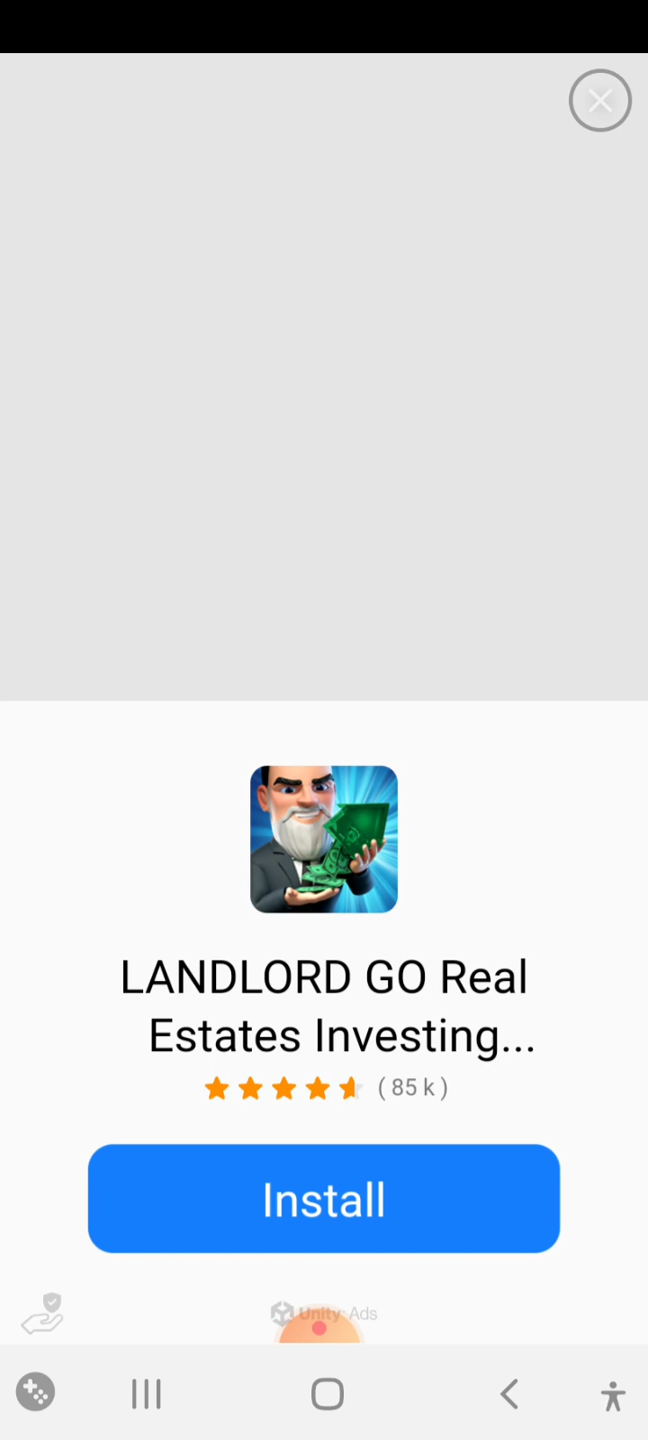 LANDLORD GO Real
Estates Investing...
( 85 k )
Install
Unity Ads